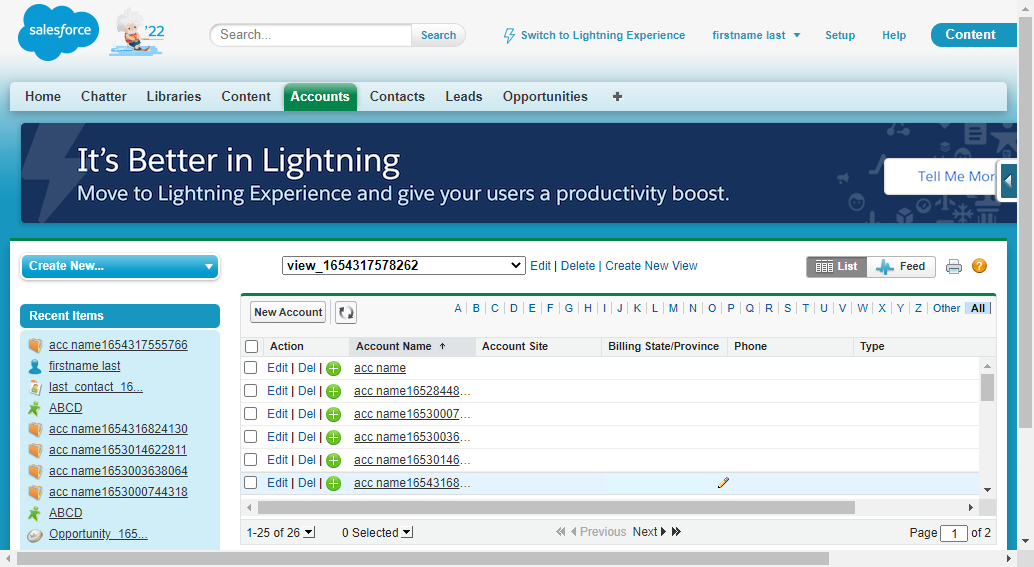 salesforce
'22
Search...
Search
Switch to Lightning Experience
firstname last
Setup
Help
Content
Home
Chatter
Libraries
Content
Accounts
Contacts
Leads
Opportunities
It's Better in Lightning
Move to Lightning Experience and give your users a productivity boost.
Tell Me Mor
Create New...
Recent Items
acc name1654317555766
firstname last
last_contact_16...
ABCD
acc name1654316824130
acc name1653014622811
acc name1653003638064
acc name1653000744318
ABCD
Opportunity_165...
view_1654317578262
Edit | Delete | Create New View
List
Feed
New Account
A | B | C | D | E | F | G | H | I | J | K | L | M | N | O | P | Q | R | S | T | U | V | W | X | Y | Z | Other | All
Action Account Name Account Site Billing State/Province Phone Type
Edit | Del | acc name
Edit | Del | acc name16528448...
Edit | Del | acc name16530007...
Edit | Del | acc name16530036...
Edit | Del | acc name16530146...
Edit | Del | acc name16543168...
1-25 of 26
0 Selected
Previous
Next
Page 1 of 2